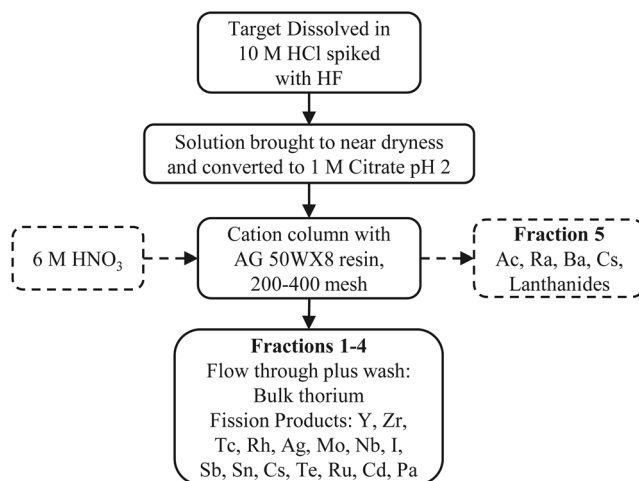 Target Dissolved in
10 M HCl spiked
with HF
Solution brought to near dryness
and converted to 1 M Citrate pH 2
6 M HNO₃
Cation column with
AG 50WX8 resin,
200-400 mesh
Fraction 5
Ac, Ra, Ba, Cs,
Lanthanides
Fractions 1-4
Flow through plus wash:
Bulk thorium
Fission Products: Y, Zr,
Tc, Rh, Ag, Mo, Nb, I,
Sb, Sn, Cs, Te, Ru, Cd, Pa